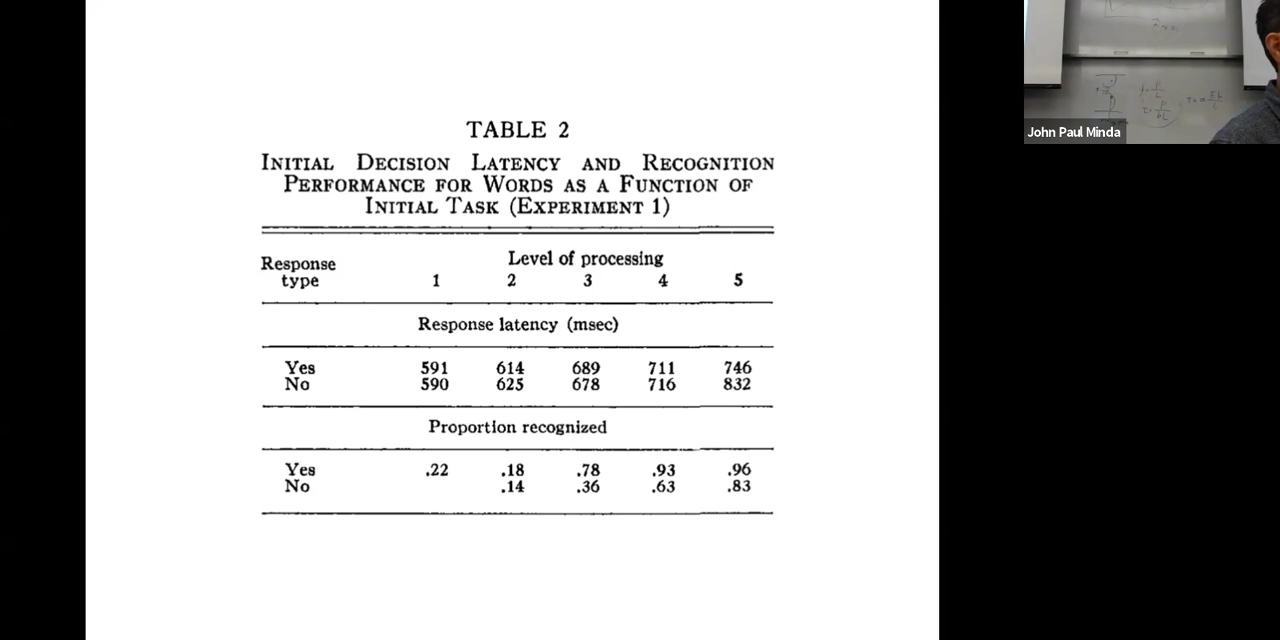 TABLE 2
INITIAL DECISION LATENCY AND RECOGNITION
PERFORMANCE FOR WORDS AS A FUNCTION OF
INITIAL TASK (EXPERIMENT 1)
Response type
Level of processing
1 2 3 4 5
Response latency (msec)
Yes 591 614 689 711 746
No 590 625 678 716 832
Proportion recognized
Yes .22 .18 .78 .93 .96
No .14 .36 .63 .83
John Paul Minda